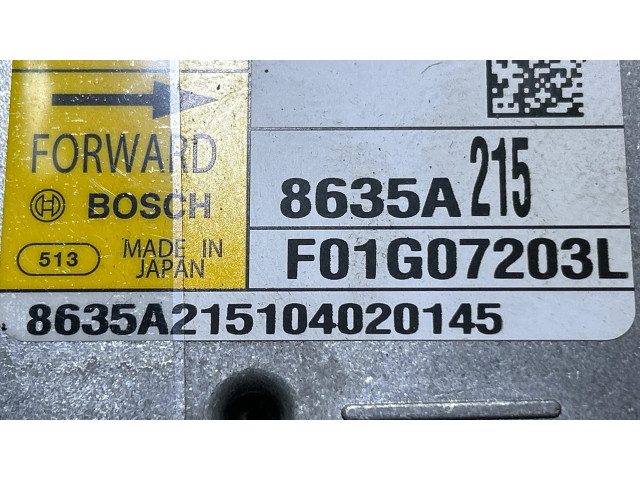 FORWARD
BOSCH
8635A 215
513
MADE IN
JAPAN
F01G07203L
8635A215104020145